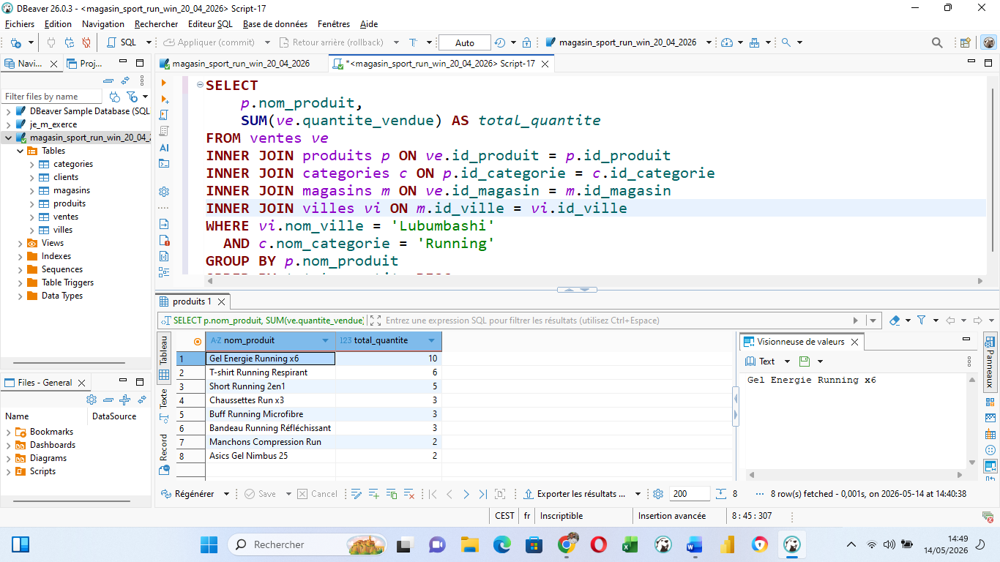 DBeaver 26.0.3 - <magasin_sport_run_win_20_04_2026> Script-17
Fichiers Edition Navigation Rechercher Editeur SQL Base de données Fenêtres Aide
SQL Appliquer (commit) Retour arrière (rollback) T Auto magasin_sport_run_win_20_04_2026
Navi... Proj...
magasin_sport_run_win_20_04_2026 *<magasin_sport_run_win_20_04_2026> Script-17
Filter files by name
DBeaver Sample Database (SQL
je_m_exerce
magasin_sport_run_win_20_04_2
Tables
categories
clients
magasins
produits
ventes
villes
Views
Indexes
Sequences
Table Triggers
Data Types
SELECT
p.nom_produit,
SUM(ve.quantite_vendue) AS total_quantite
FROM ventes ve
INNER JOIN produits p ON ve.id_produit = p.id_produit
INNER JOIN categories c ON p.id_categorie = c.id_categorie
INNER JOIN magasins m ON ve.id_magasin = m.id_magasin
INNER JOIN villes vi ON m.id_ville = vi.id_ville
WHERE vi.nom_ville = 'Lubumbashi'
AND c.nom_categorie = 'Running'
GROUP BY p.nom_produit
AI
Files - General
Name DataSource
Bookmarks
Dashboards
Diagrams
Scripts
produits 1
SELECT p.nom_produit, SUM(ve.quantite_vendue) Entrez une expression SQL pour filtrer les résultats (utilisez Ctrl+Espace)
Tableau
Texte
Record
A-Z nom_produit 123 total_quantite
1 Gel Energie Running x6 10
2 T-shirt Running Respirant 6
3 Short Running 2en1 5
4 Chaussettes Run x3 3
5 Buff Running Microfibre 3
6 Bandeau Running Réfléchissant 3
7 Manchons Compression Run 2
8 Asics Gel Nimbus 25 2
Visionneuse de valeurs
Text
Gel Energie Running x6
Panneaux
Régénérer Save Cancel Exporter les résultats ... 200 8 ... 8 row(s) fetched - 0,001s, on 2026-05-14 at 14:40:38
CEST fr Inscriptible Insertion avancée 8 : 45 : 307
Rechercher
14:49
14/05/2026